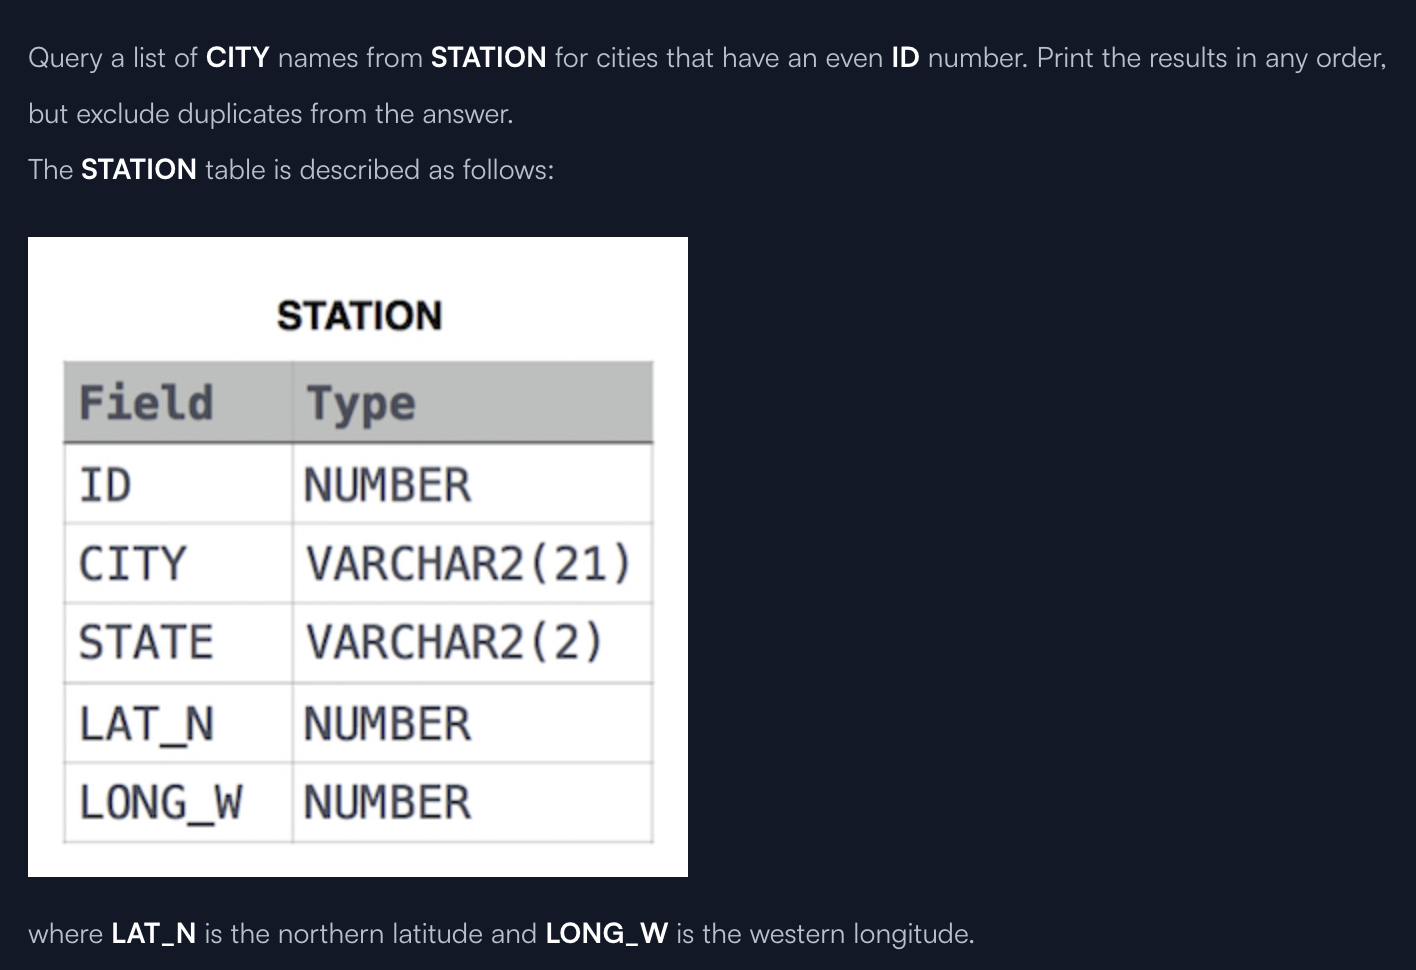 Query a list of CITY names from STATION for cities that have an even ID number. Print the results in any order,
but exclude duplicates from the answer.
The STATION table is described as follows:
STATION
Field Type
ID NUMBER
CITY VARCHAR2(21)
STATE VARCHAR2(2)
LAT_N NUMBER
LONG_W NUMBER
where LAT_N is the northern latitude and LONG_W is the western longitude.